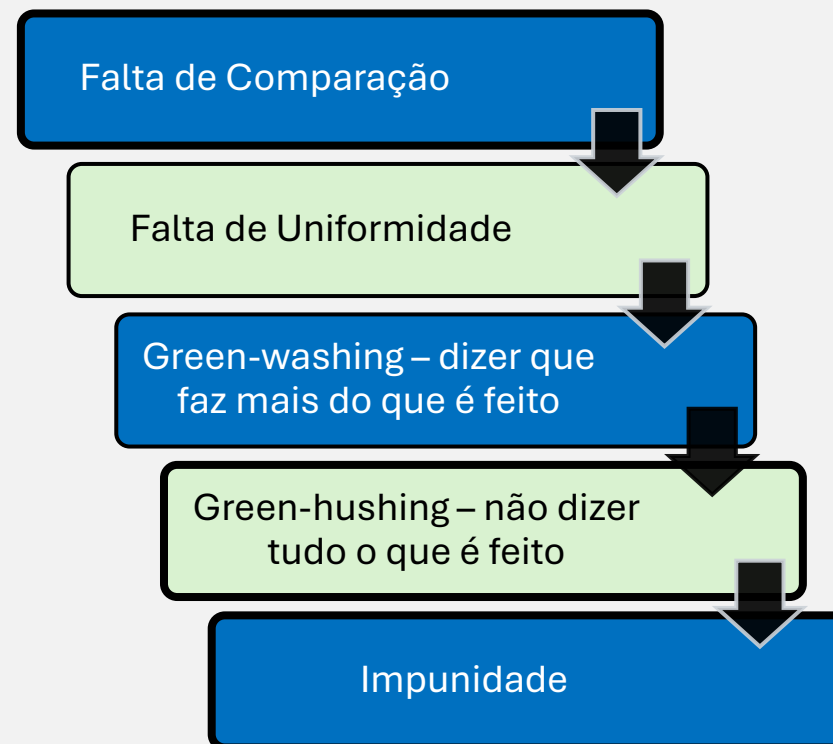 Falta de Comparação
Falta de Uniformidade
Green-washing – dizer que
faz mais do que é feito
Green-hushing – não dizer
tudo o que é feito
Impunidade